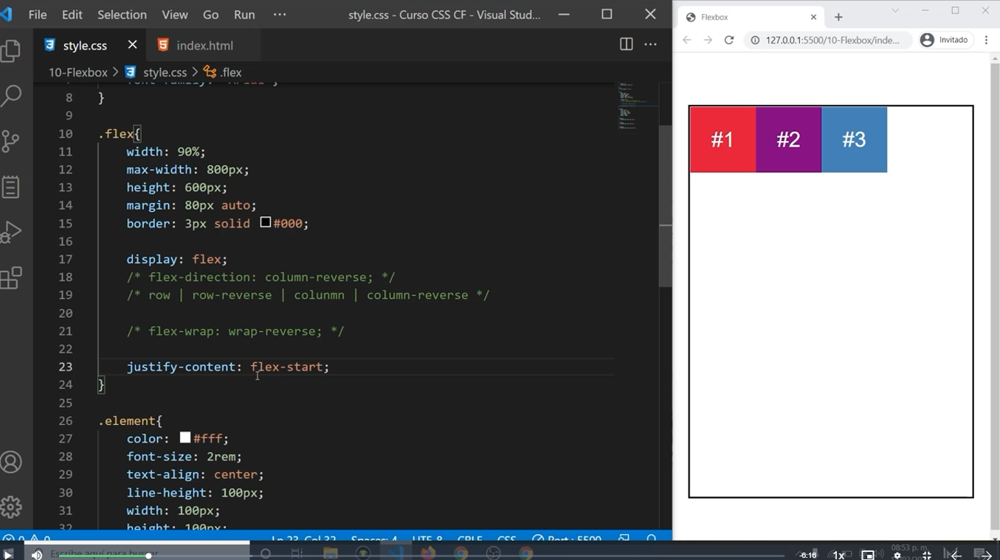 File Edit Selection View Go Run ··· style.css - Curso CSS CF - Visual Stud...
style.css index.html
10-Flexbox > style.css > .flex
8 }
9
10 .flex{
11 width: 90%;
12 max-width: 800px;
13 height: 600px;
14 margin: 80px auto;
15 border: 3px solid #000;
16
17 display: flex;
18 /* flex-direction: column-reverse; */
19 /* row | row-reverse | colunmn | column-reverse */
20
21 /* flex-wrap: wrap-reverse; */
22
23 justify-content: flex-start;
24 }
25
26 .element{
27 color: #fff;
28 font-size: 2rem;
29 text-align: center;
30 line-height: 100px;
31 width: 100px;
32 height: 100px;
0 0 Ln 23, Col 32 Spaces: 4 UTF-8 CRLF CSS Port : 5500
Flexbox
127.0.0.1:5500/10-Flexbox/inde... Invitado
#1 #2 #3
Escribe aquí para buscar
08:53 p. m.
-6:16 1x